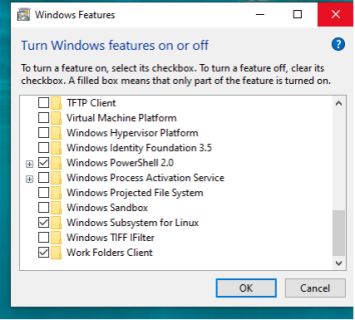 Windows Features
Turn Windows features on or off
To turn a feature on, select its checkbox. To turn a feature off, clear its
checkbox. A filled box means that only part of the feature is turned on.
TFTP Client
Virtual Machine Platform
Windows Hypervisor Platform
Windows Identity Foundation 3.5
Windows PowerShell 2.0
Windows Process Activation Service
Windows Projected File System
Windows Sandbox
Windows Subsystem for Linux
Windows TIFF IFilter
Work Folders Client
OK Cancel